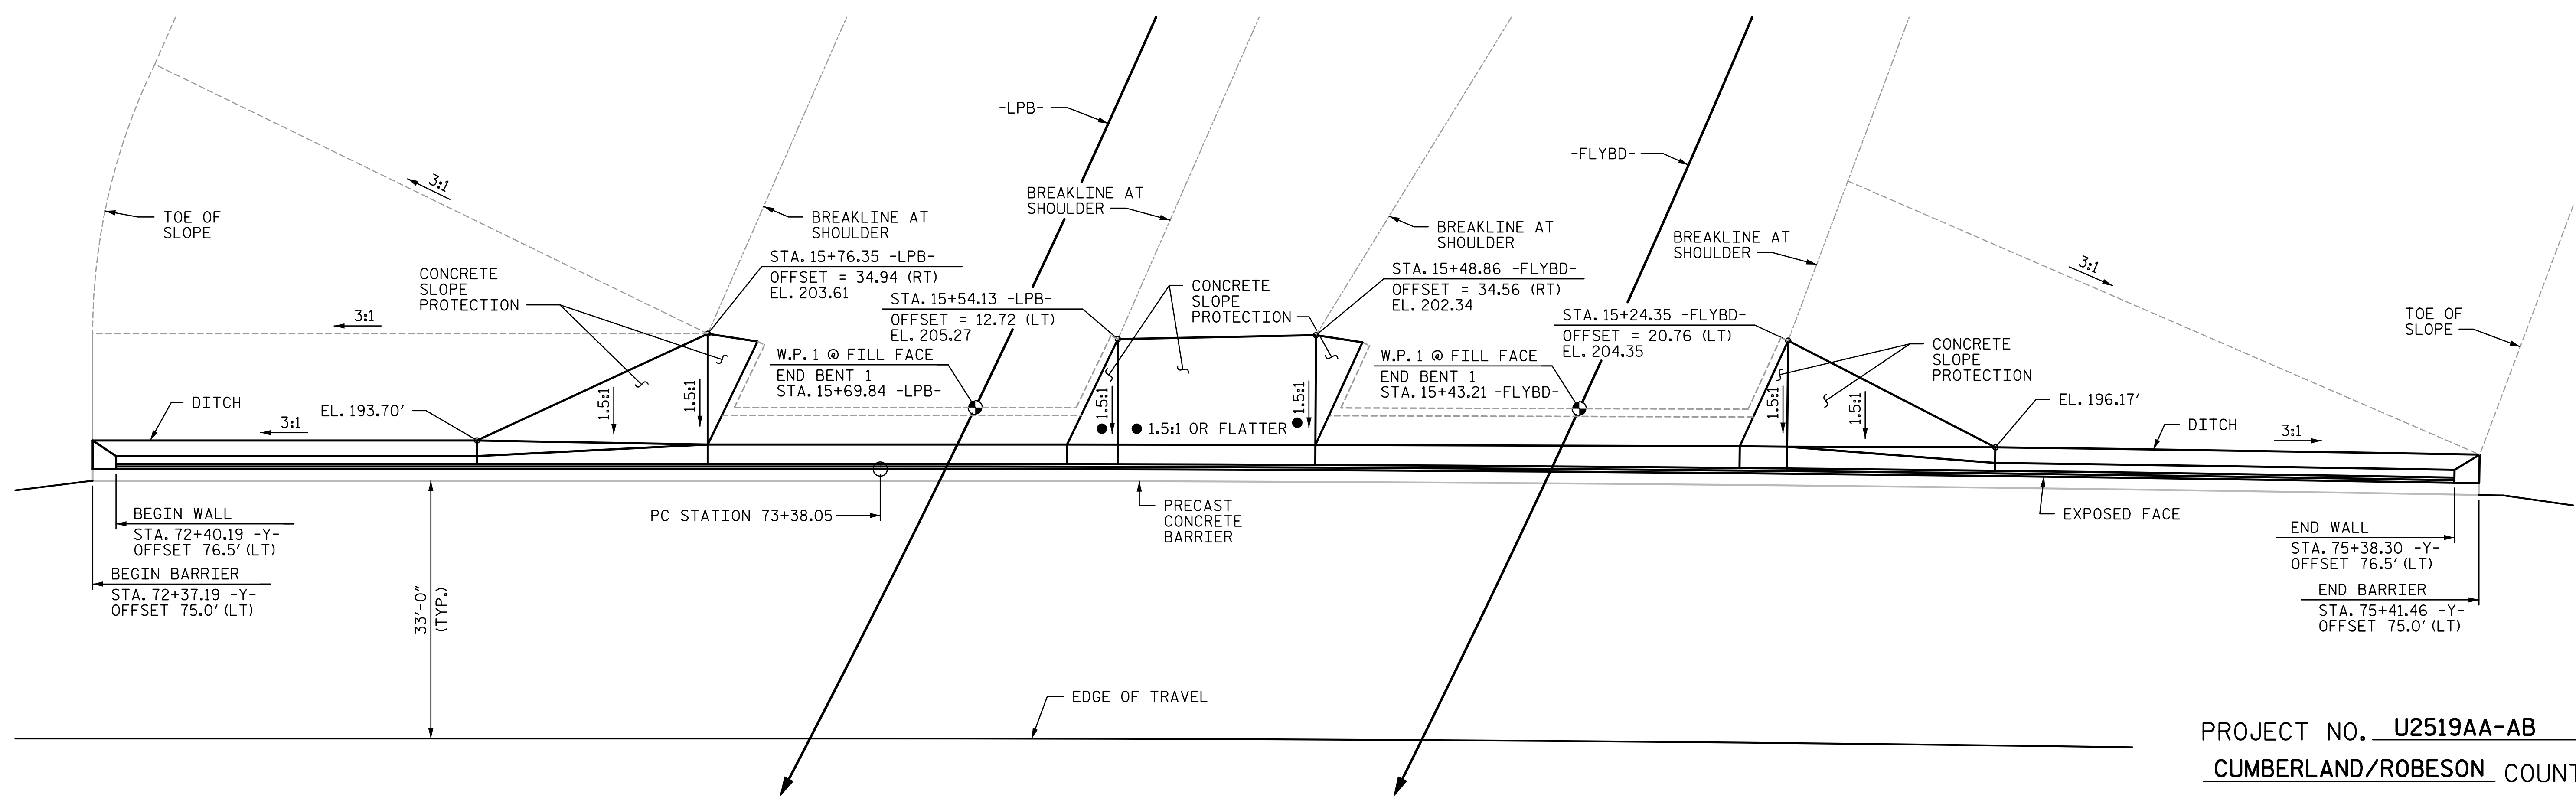 -LPB-
-FLYBD-
3:1
BREAKLINE AT
SHOULDER
TOE OF
SLOPE
BREAKLINE AT
SHOULDER
BREAKLINE AT
SHOULDER
BREAKLINE AT
SHOULDER
3:1
CONCRETE
SLOPE
PROTECTION
STA. 15+76.35 -LPB-
OFFSET = 34.94 (RT)
EL. 203.61
STA. 15+54.13 -LPB-
OFFSET = 12.72 (LT)
EL. 205.27
CONCRETE
SLOPE
PROTECTION
STA. 15+48.86 -FLYBD-
OFFSET = 34.56 (RT)
EL. 202.34
STA. 15+24.35 -FLYBD-
OFFSET = 20.76 (LT)
EL. 204.35
TOE OF
SLOPE
3:1
W.P. 1 @ FILL FACE
END BENT 1
STA. 15+69.84 -LPB-
W.P. 1 @ FILL FACE
END BENT 1
STA. 15+43.21 -FLYBD-
CONCRETE
SLOPE
PROTECTION
DITCH
3:1
EL. 193.70'
1.5:1
1.5:1
1.5:1
1.5:1 OR FLATTER
1.5:1
1.5:1
1.5:1
EL. 196.17'
DITCH
3:1
BEGIN WALL
STA. 72+40.19 -Y-
OFFSET 76.5' (LT)
BEGIN BARRIER
STA. 72+37.19 -Y-
OFFSET 75.0' (LT)
33'-0"
(TYP.)
PC STATION 73+38.05
PRECAST
CONCRETE
BARRIER
EXPOSED FACE
END WALL
STA. 75+38.30 -Y-
OFFSET 76.5' (LT)
END BARRIER
STA. 75+41.46 -Y-
OFFSET 75.0' (LT)
EDGE OF TRAVEL
PROJECT NO. U2519AA-AB
CUMBERLAND/ROBESON COUNT